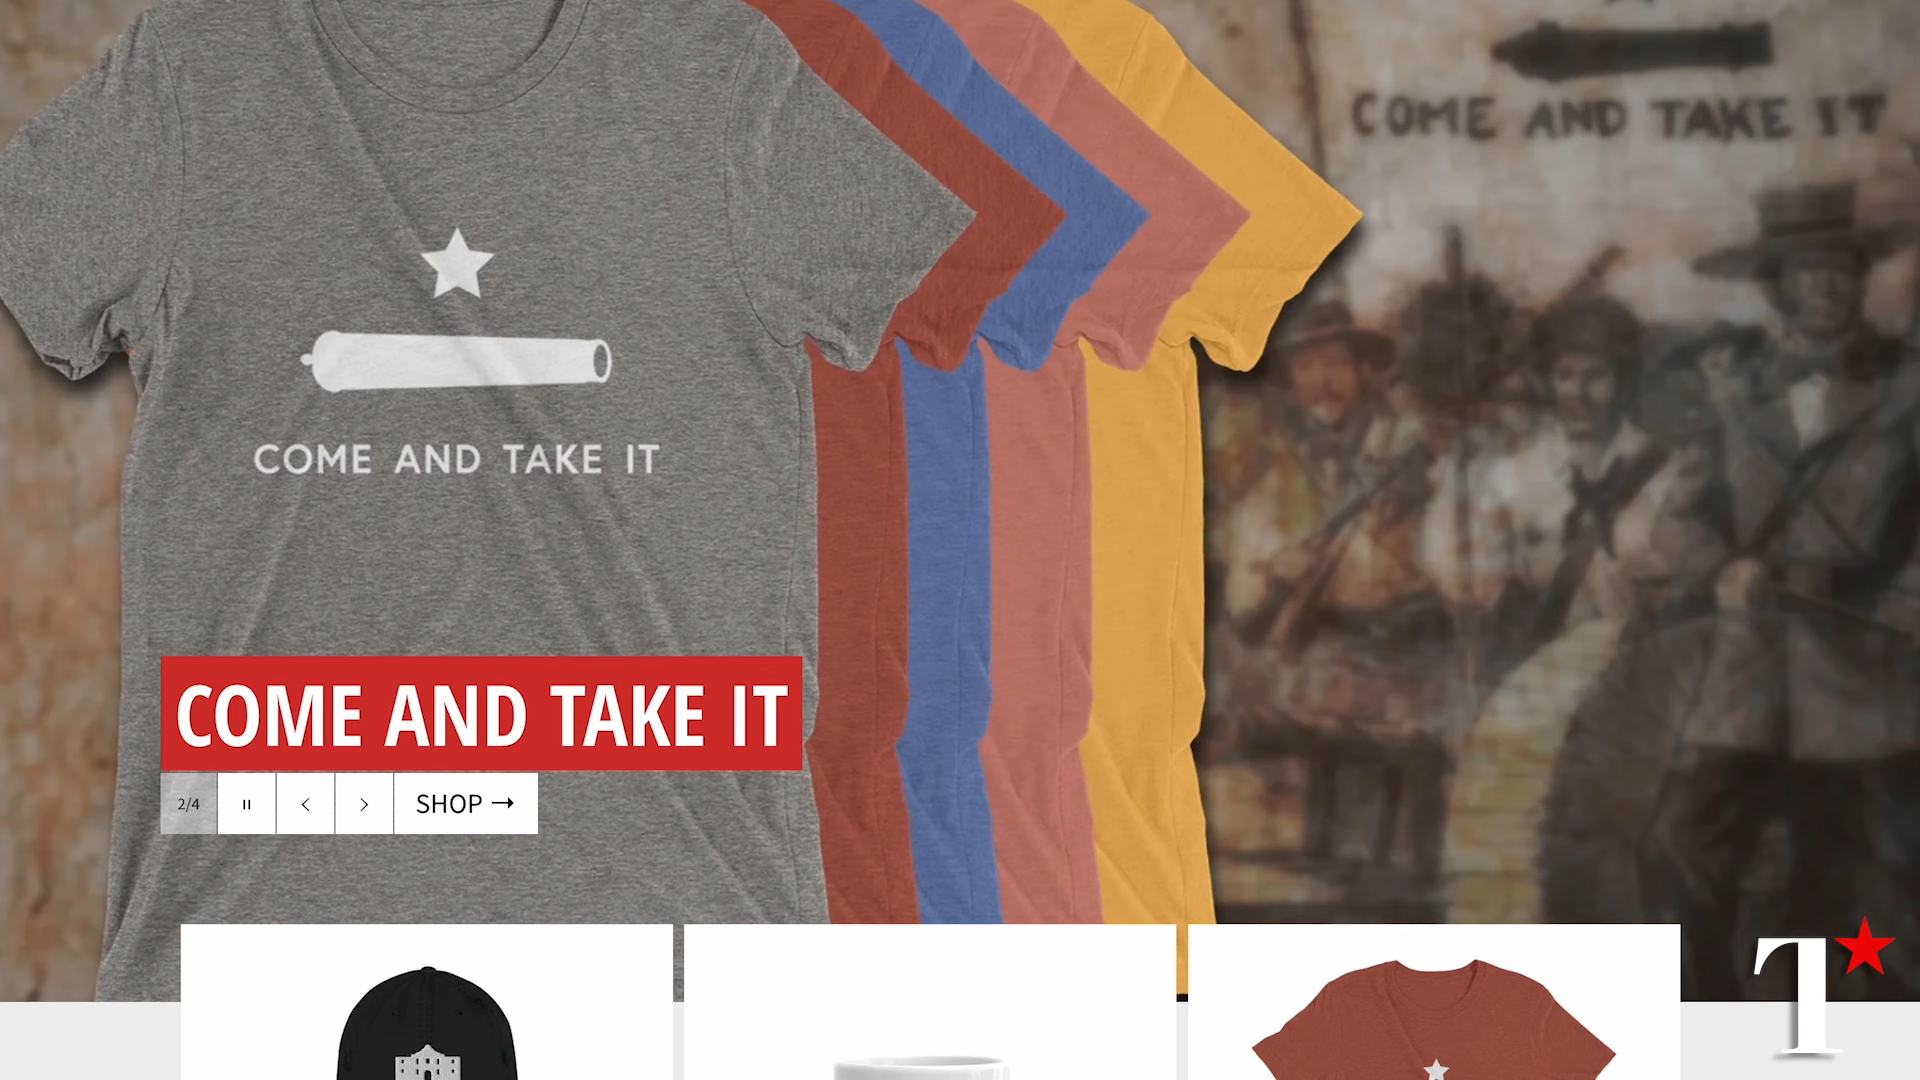 COME AND TAKE IT
COME AND TAKE IT
COME AND TAKE IT
2/4
SHOP →
T